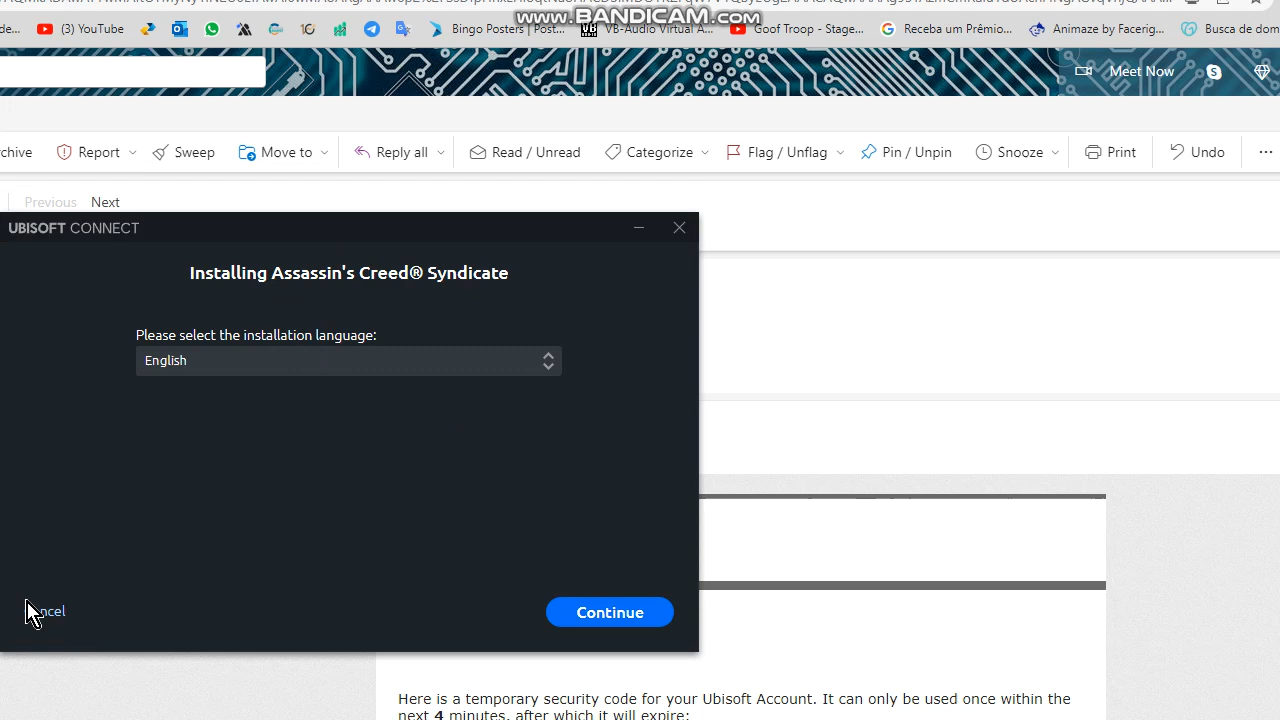 www.BANDICAM.com
(3) YouTube
Bingo Posters | Post...
VB-Audio Virtual A...
Goof Troop - Stage...
Receba um Prêmio...
Animaze by Facerig...
Busca de dom
Meet Now
chive
Report
Sweep
Move to
Reply all
Read / Unread
Categorize
Flag / Unflag
Pin / Unpin
Snooze
Print
Undo
Previous Next
UBISOFT CONNECT
Installing Assassin's Creed® Syndicate
Please select the installation language:
English
ncel
Continue
Here is a temporary security code for your Ubisoft Account. It can only be used once within the
next 4 minutes, after which it will expire: